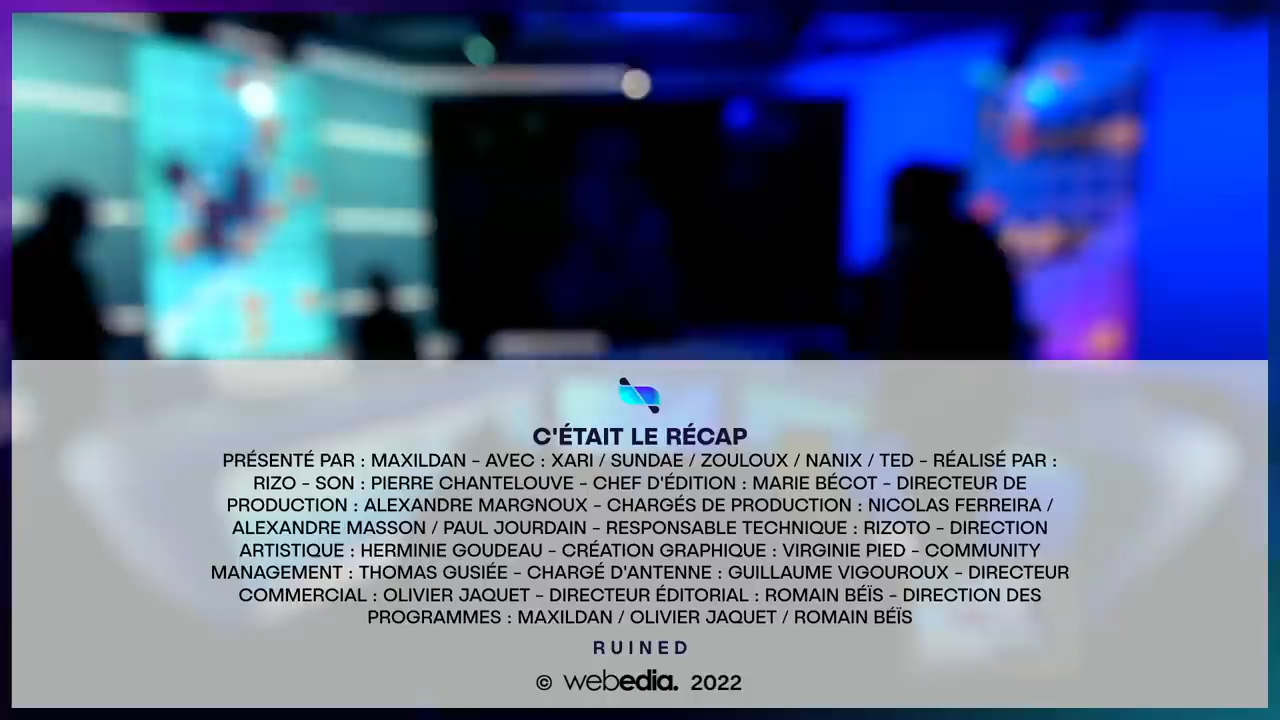 C'ÉTAIT LE RÉCAP
PRÉSENTÉ PAR : MAXILDAN - AVEC : XARI / SUNDAE / ZOULOUX / NANIX / TED - RÉALISÉ PAR :
RIZO - SON : PIERRE CHANTELOUVE - CHEF D'ÉDITION : MARIE BÉCOT - DIRECTEUR DE
PRODUCTION : ALEXANDRE MARGNOUX - CHARGÉS DE PRODUCTION : NICOLAS FERREIRA /
ALEXANDRE MASSON / PAUL JOURDAIN - RESPONSABLE TECHNIQUE : RIZOTO - DIRECTION
ARTISTIQUE : HERMINIE GOUDEAU - CRÉATION GRAPHIQUE : VIRGINIE PIED - COMMUNITY
MANAGEMENT : THOMAS GUSIÉE - CHARGÉ D'ANTENNE : GUILLAUME VIGOUROUX - DIRECTEUR
COMMERCIAL : OLIVIER JAQUET - DIRECTEUR ÉDITORIAL : ROMAIN BÉÏS - DIRECTION DES
PROGRAMMES : MAXILDAN / OLIVIER JAQUET / ROMAIN BÉÏS
RUINED
© webedia. 2022